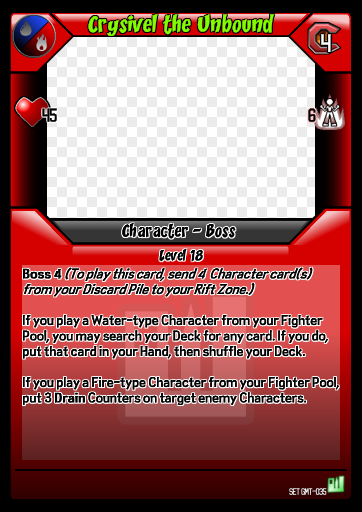 Crysivel the Unbound
4
45
6
Character - Boss
Level 18
Boss 4 (To play this card, send 4 Character card(s)
from your Discard Pile to your Rift Zone.)
If you play a Water-type Character from your Fighter
Pool, you may search your Deck for any card. If you do,
put that card in your Hand, then shuffle your Deck.
If you play a Fire-type Character from your Fighter Pool,
put 3 Drain Counters on target enemy Characters.
SET GMT-035